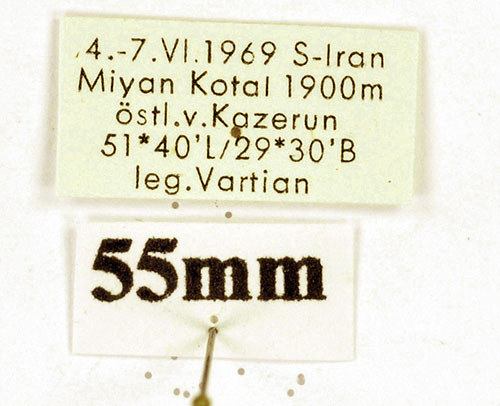 4.-7.VI.1969 S-Iran
Miyan Kotal 1900m
östl.v.Kazerun
51*40'L/29*30'B
leg.Vartian
55mm